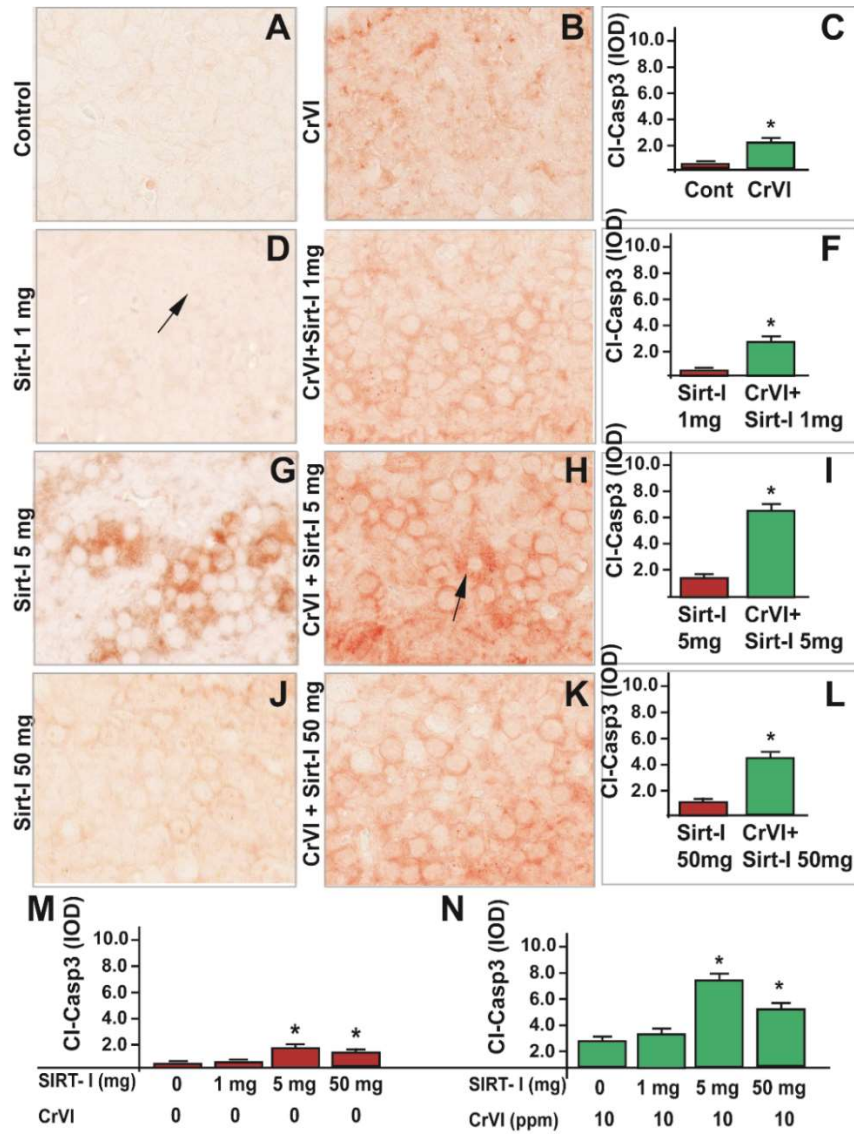 A
Control
B
CrVI
C
Cl-Casp3 (IOD)
10.0
8.0
6.0
4.0
2.0
*
Cont CrVI
D
Sirt-I 1 mg
CrVI+Sirt-I 1mg
F
Cl-Casp3 (IOD)
10.0
8.0
6.0
4.0
2.0
*
Sirt-I CrVI+
1mg Sirt-I 1mg
G
Sirt-I 5 mg
H
CrVI + Sirt-I 5 mg
I
Cl-Casp3 (IOD)
10.0
8.0
6.0
4.0
2.0
*
Sirt-I CrVI+
5mg Sirt-I 5mg
J
Sirt-I 50 mg
K
CrVI + Sirt-I 50 mg
L
Cl-Casp3 (IOD)
10.0
8.0
6.0
4.0
2.0
*
Sirt-I CrVI+
50mg Sirt-I 50mg
M
Cl-Casp3 (IOD)
10.0
8.0
6.0
4.0
2.0
* *
SIRT- I (mg) 0 1 mg 5 mg 50 mg
CrVI 0 0 0 0
N
Cl-Casp3 (IOD)
10.0
8.0
6.0
4.0
2.0
* *
SIRT- I (mg) 0 1 mg 5 mg 50 mg
CrVI (ppm) 10 10 10 10